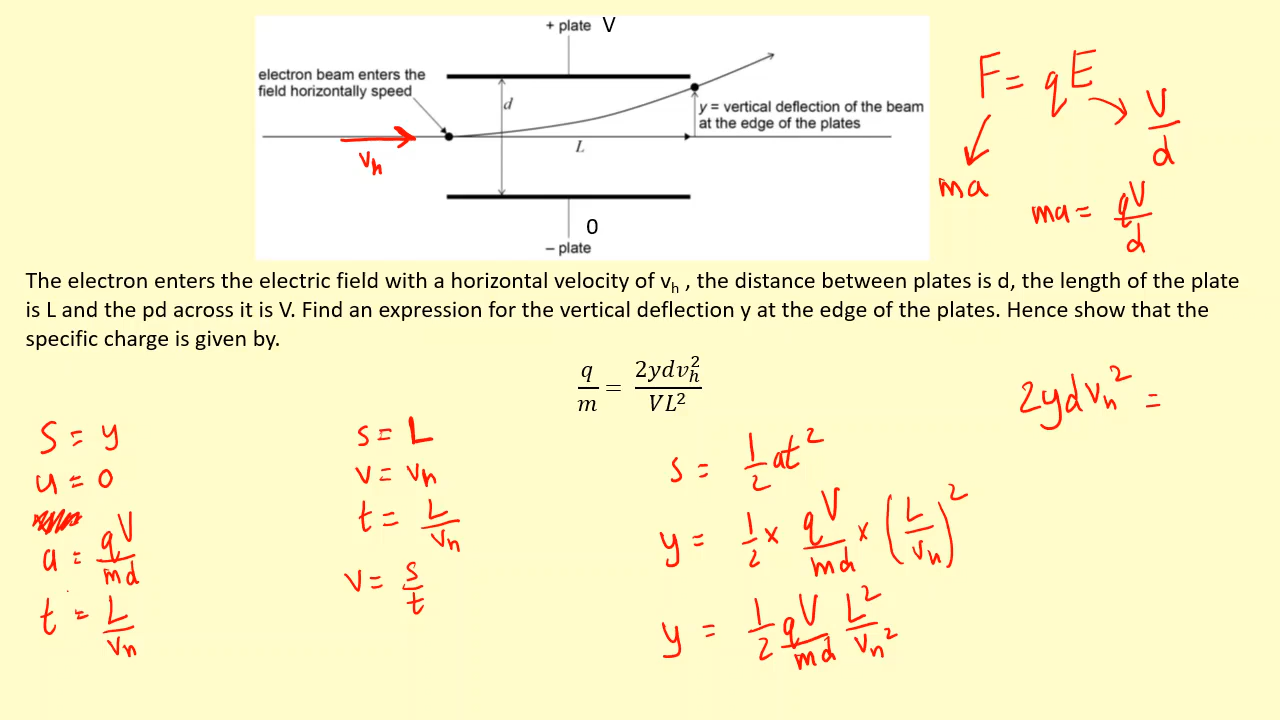 + plate V
electron beam enters the
field horizontally speed
d
y = vertical deflection of the beam
at the edge of the plates
L
vₕ
0
– plate
F = qE
V/d
ma
ma = qV/d
The electron enters the electric field with a horizontal velocity of vₕ , the distance between plates is d, the length of the plate
is L and the pd across it is V. Find an expression for the vertical deflection y at the edge of the plates. Hence show that the
specific charge is given by.
q/m = 2ydvₕ²/VL²
2ydvₕ² =
S = y
u = 0
a = qV/md
t = L/vₕ
s = L
v = vₕ
t = L/vₕ
v = s/t
s = 1/2 at²
y = 1/2 × qV/md × (L/vₕ)²
y = 1/2 qV/md L²/vₕ²